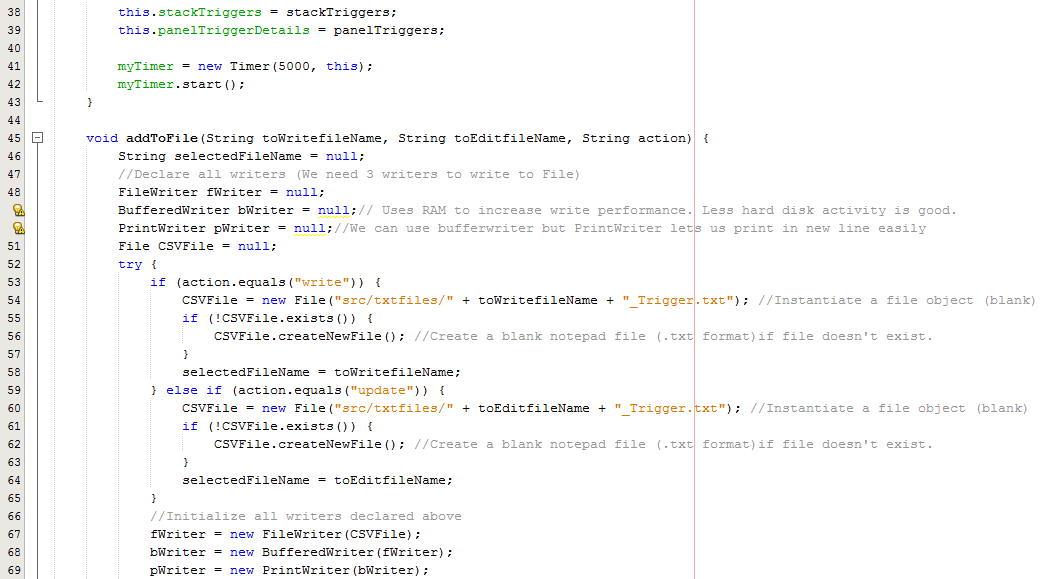 38 this.stackTriggers = stackTriggers;
39 this.panelTriggerDetails = panelTriggers;
40
41 myTimer = new Timer(5000, this);
42 myTimer.start();
43 }
44
45 void addToFile(String toWritefileName, String toEditfileName, String action) {
46 String selectedFileName = null;
47 //Declare all writers (We need 3 writers to write to File)
48 FileWriter fWriter = null;
BufferedWriter bWriter = null;// Uses RAM to increase write performance. Less hard disk activity is good.
PrintWriter pWriter = null;//We can use bufferwriter but PrintWriter lets us print in new line easily
51 File CSVFile = null;
52 try {
53 if (action.equals("write")) {
54 CSVFile = new File("src/txtfiles/" + toWritefileName + "_Trigger.txt"); //Instantiate a file object (blank)
55 if (!CSVFile.exists()) {
56 CSVFile.createNewFile(); //Create a blank notepad file (.txt format)if file doesn't exist.
57 }
58 selectedFileName = toWritefileName;
59 } else if (action.equals("update")) {
60 CSVFile = new File("src/txtfiles/" + toEditfileName + "_Trigger.txt"); //Instantiate a file object (blank)
61 if (!CSVFile.exists()) {
62 CSVFile.createNewFile(); //Create a blank notepad file (.txt format)if file doesn't exist.
63 }
64 selectedFileName = toEditfileName;
65 }
66 //Initialize all writers declared above
67 fWriter = new FileWriter(CSVFile);
68 bWriter = new BufferedWriter(fWriter);
69 pWriter = new PrintWriter(bWriter);